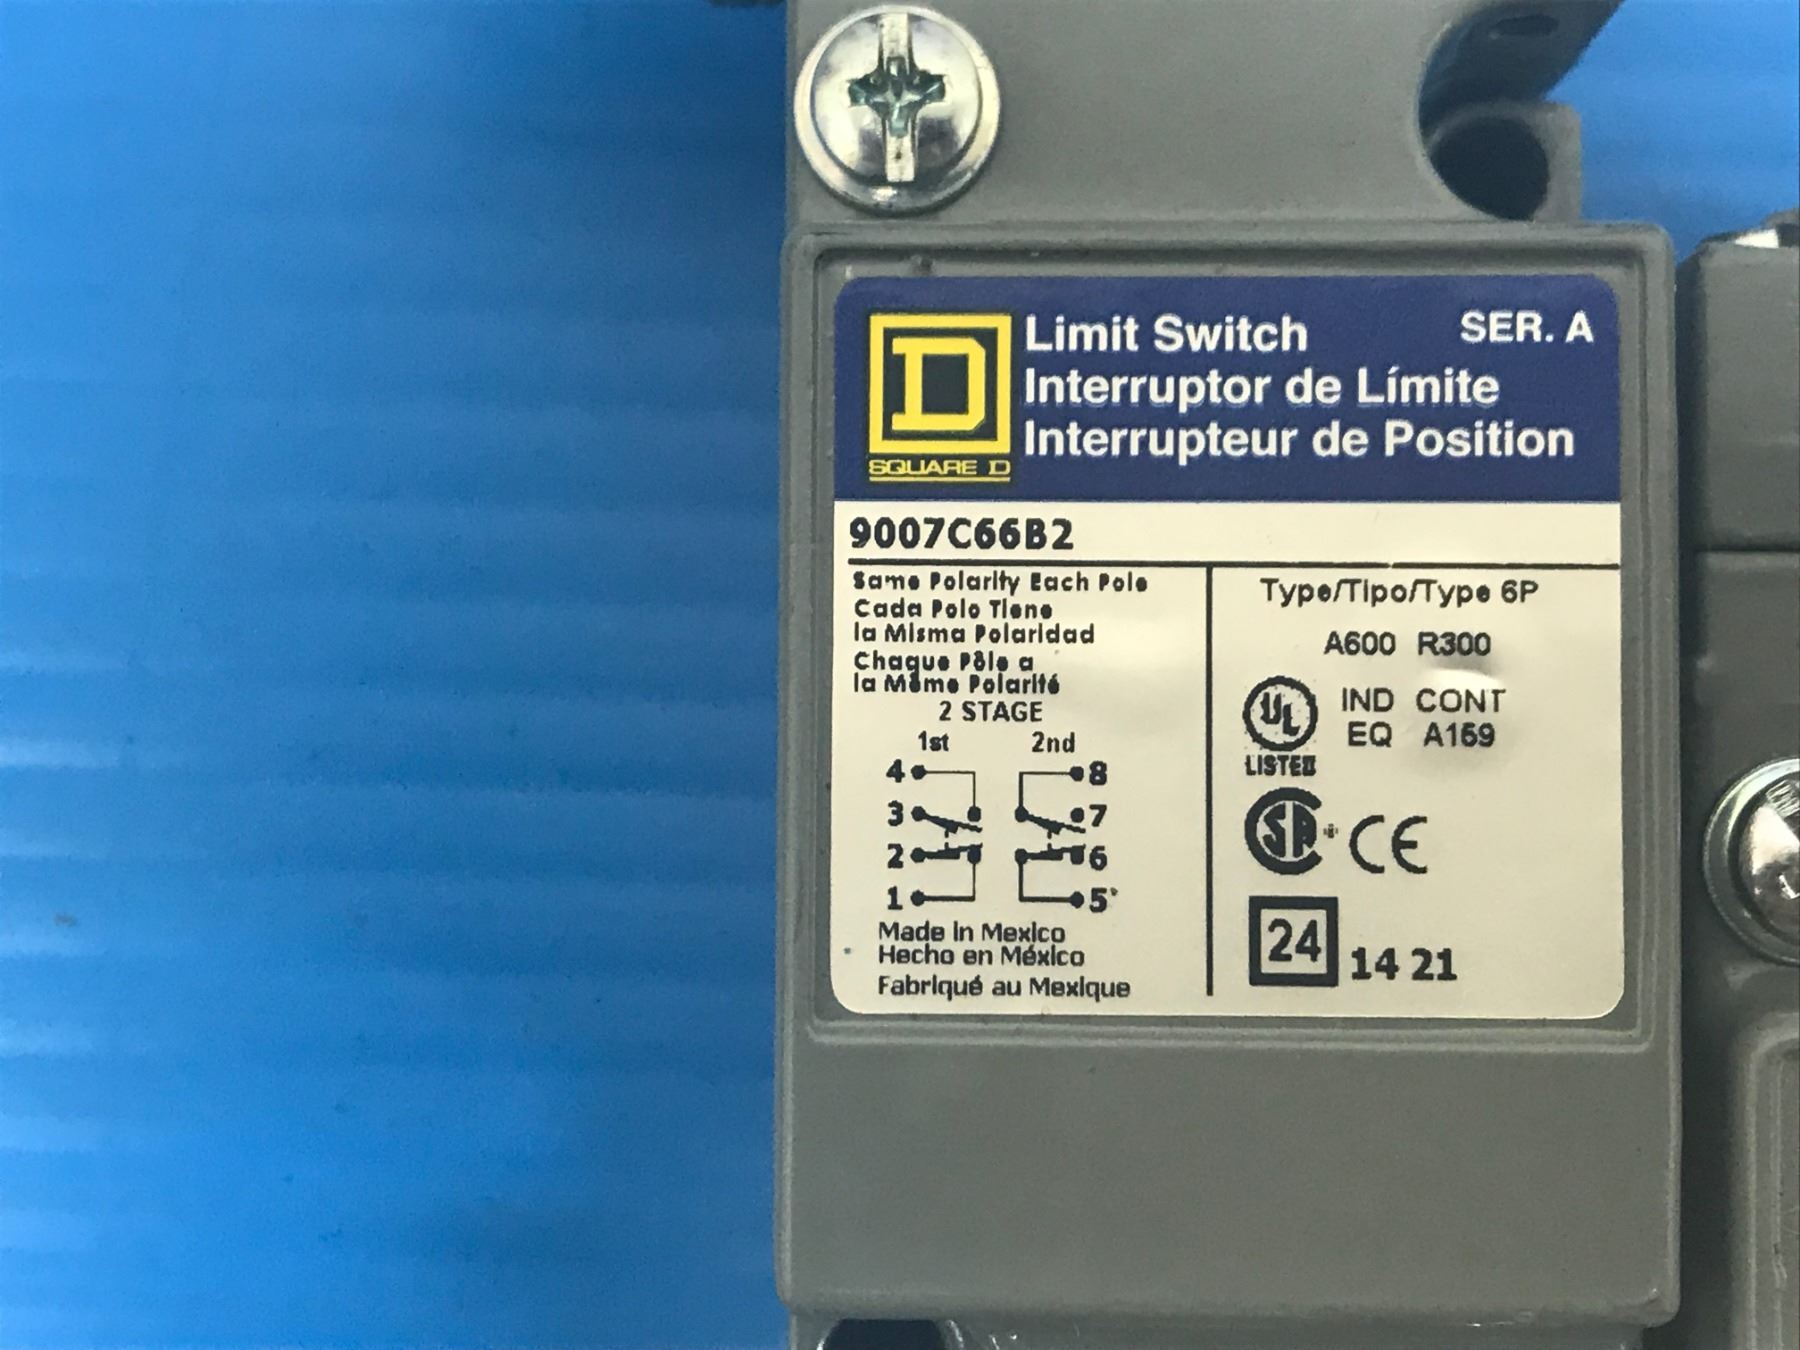 Limit Switch SER. A
Interruptor de Límite
Interrupteur de Position
D
SQUARE D
9007C66B2
Same Polarity Each Pole
Cada Polo Tiene
la Misma Polaridad
Chaque Pôle a
la Même Polarité
2 STAGE
1st 2nd
4 8
3 7
2 6
1 5
Made in Mexico
Hecho en México
Fabriqué au Mexique
Type/Tipo/Type 6P
A600 R300
UL IND CONT
EQ A159
LISTED
SA CE
24 14 21